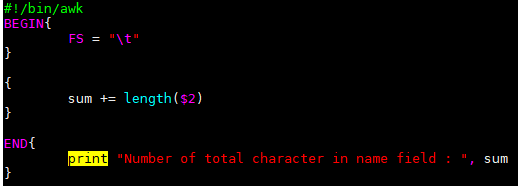 #!/bin/awk
BEGIN{
FS = "\t"
}
{
sum += length($2)
}
END{
print "Number of total character in name field : ", sum
}